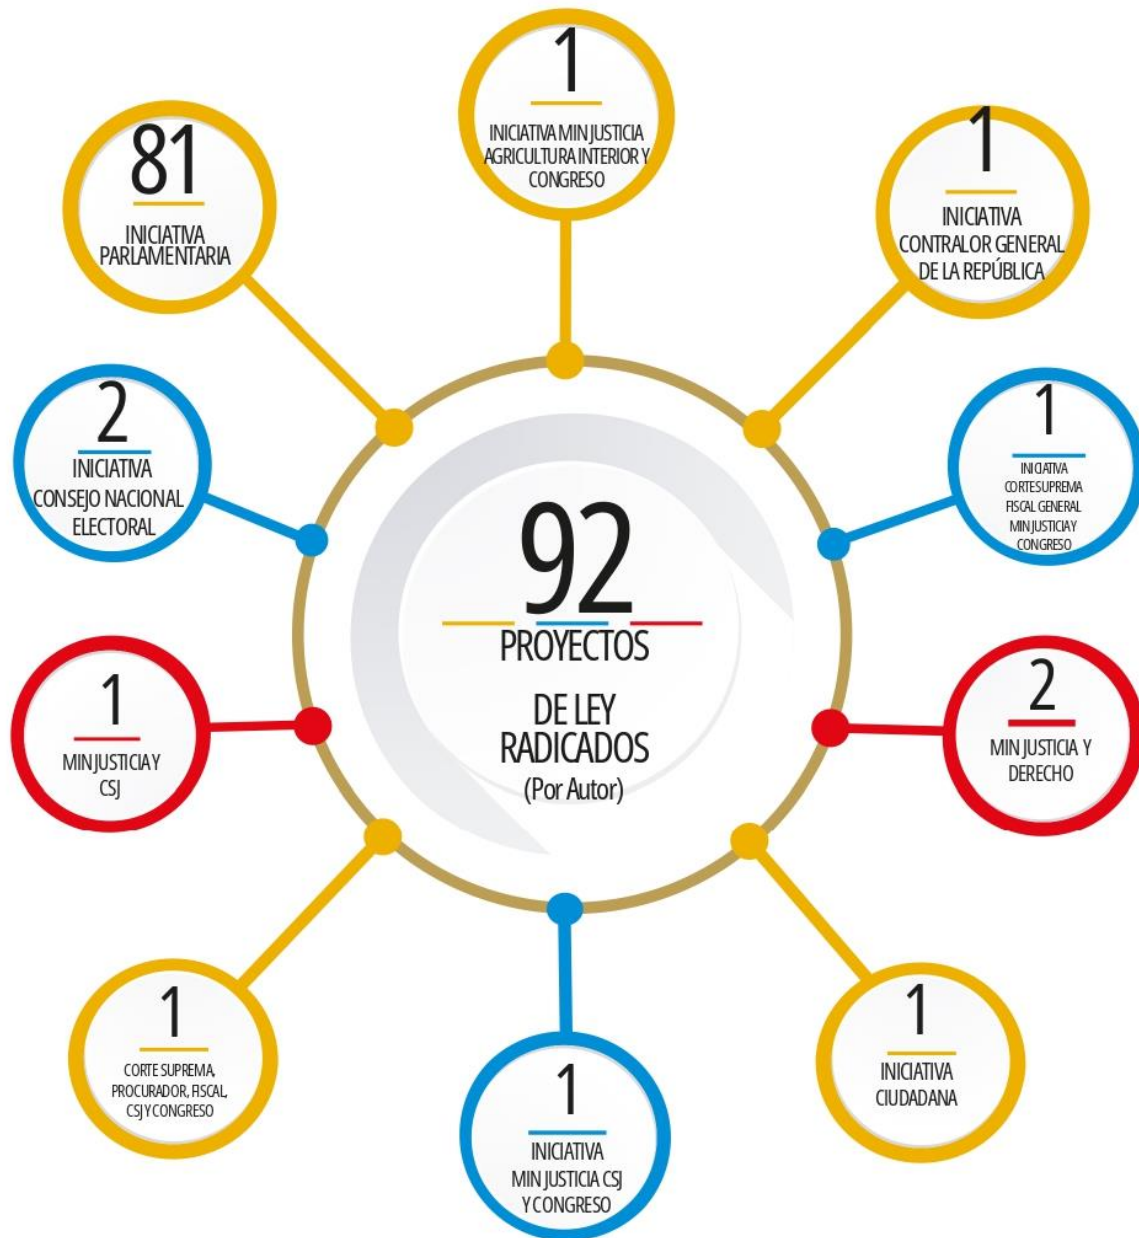 1
INICIATIVA MIN JUSTICIA
AGRICULTURA INTERIOR Y
CONGRESO
81
INICIATIVA
PARLAMENTARIA
1
INICIATIVA
CONTRALOR GENERAL
DE LA REPÚBLICA
2
INICIATIVA
CONSEJO NACIONAL
ELECTORAL
1
INICIATIVA
CORTE SUPREMA
FISCAL GENERAL
MIN JUSTICIA Y
CONGRESO
92
PROYECTOS
DE LEY
RADICADOS
(Por Autor)
1
MIN JUSTICIA Y
CSJ
2
MIN JUSTICIA Y
DERECHO
1
CORTE SUPREMA,
PROCURADOR, FISCAL,
CSJ Y CONGRESO
1
INICIATIVA
MIN JUSTICIA CSJ
Y CONGRESO
1
INICIATIVA
CIUDADANA